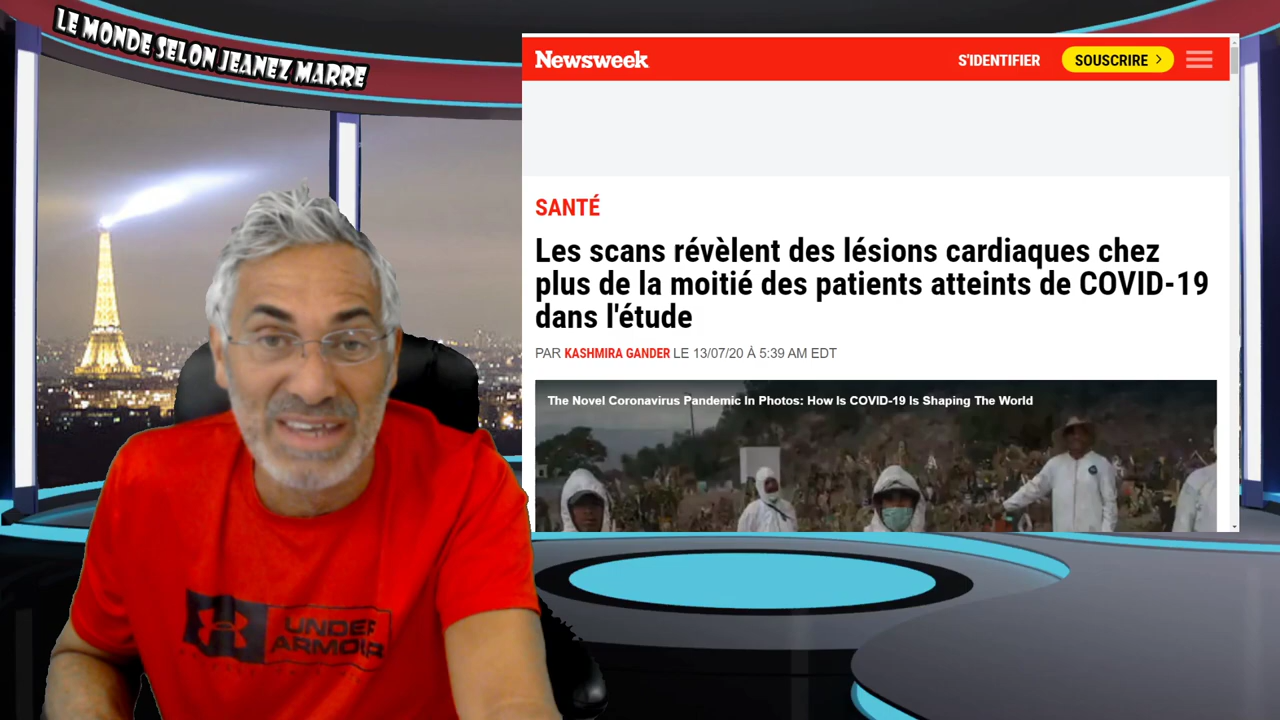 LE MONDE SELON JEANEZ MARRE
Newsweek
S'IDENTIFIER
SOUSCRIRE
SANTÉ
Les scans révèlent des lésions cardiaques chez
plus de la moitié des patients atteints de COVID-19
dans l'étude
PAR KASHMIRA GANDER LE 13/07/20 À 5:39 AM EDT
The Novel Coronavirus Pandemic In Photos: How Is COVID-19 Is Shaping The World
UNDER
ARMOUR